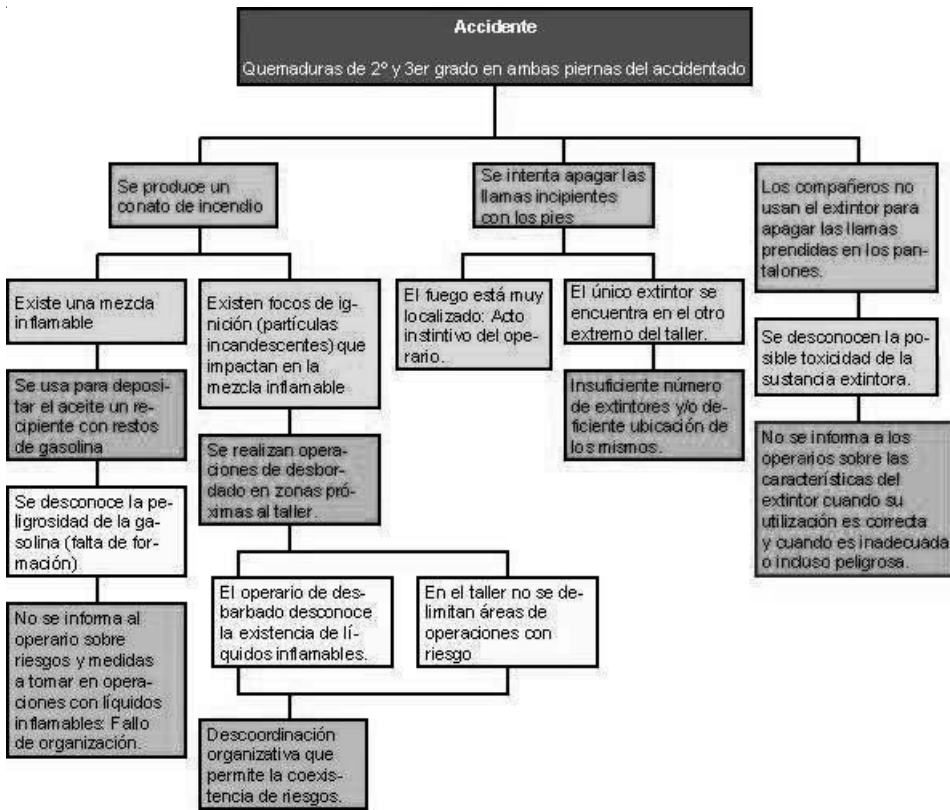 Accidente
Quemaduras de 2º y 3er grado en ambas piernas del accidentado
Se produce un
conato de incendio
Se intenta apagar las
llamas incipientes
con los pies
Los compañeros no
usan el extintor para
apagar las llamas
prendidas en los pan-
talones.
Existe una mezcla
inflamable
Existen focos de ig-
nición (partículas
incandescentes) que
impactan en la
mezcla inflamable
El fuego está muy
localizado: Acto
instintivo del ope-
rario.
El único extintor se
encuentra en el otro
extremo del taller.
Se desconocen la po-
sible toxicidad de la
sustancia extintora.
Se usa para deposi-
tar el aceite un re-
cipiente con restos
de gasolina
Se realizan opera-
ciones de desbor-
dado en zonas pró-
ximas al taller.
Insuficiente número
de extintores y/o de-
ficiente ubicación de
los mismos.
No se informa a los
operarios sobre las
características del
extintor cuando su
utilización es correcta
y cuando es inadecuada
o incluso peligrosa.
Se desconoce la pe-
ligrosidad de la ga-
solina (falta de for-
mación)
El operario de des-
barbado desconoce
la existencia de lí-
quidos inflamables.
En el taller no se de-
limitan áreas de
operaciones con
riesgo
No se informa al
operario sobre
riesgos y medidas
a tomar en opera-
ciones con líquidos
inflamables: Fallo
de organización.
Descoordinación
organizativa que
permite la coexis-
tencia de riesgos.